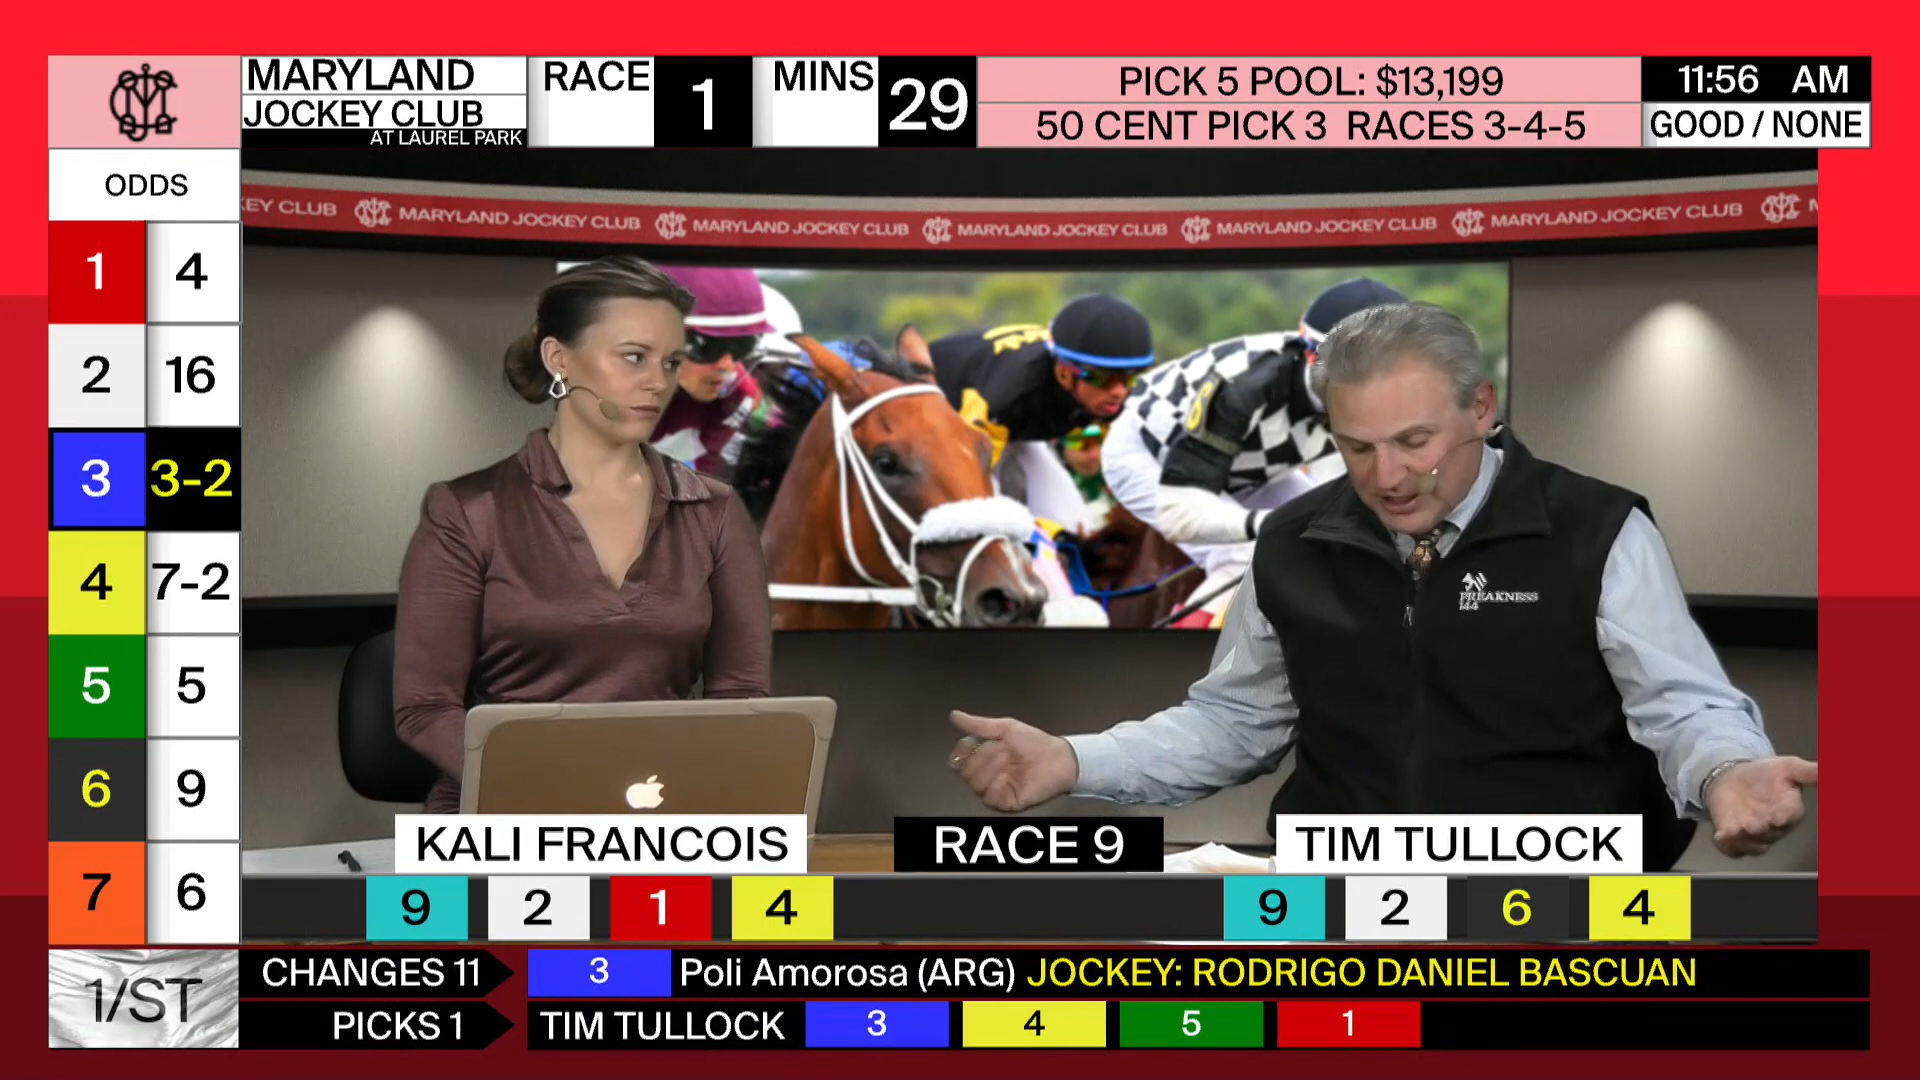 MARYLAND
JOCKEY CLUB
AT LAUREL PARK
RACE 1
MINS 29
PICK 5 POOL: $13,199
50 CENT PICK 3 RACES 3-4-5
11:56 AM
GOOD / NONE
ODDS
1 4
2 16
3 3-2
4 7-2
5 5
6 9
7 6
EY CLUB MARYLAND JOCKEY CLUB MARYLAND JOCKEY CLUB MARYLAND JOCKEY CLUB MARYLAND JOCKEY CLUB MARYLAND JOCKEY CLUB M
PREAKNESS
144
KALI FRANCOIS
RACE 9
TIM TULLOCK
9 2 1 4
9 2 6 4
1/ST
CHANGES 11 3 Poli Amorosa (ARG) JOCKEY: RODRIGO DANIEL BASCUAN
PICKS 1 TIM TULLOCK 3 4 5 1